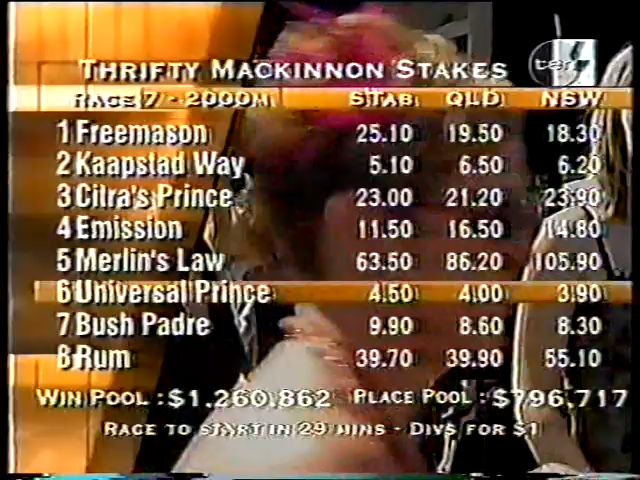 THRIFTY MACKINNON STAKES
ten
RACE 7 - 2000M STAB QLD NSW
1 Freemason 25.10 19.50 18.30
2 Kaapstad Way 5.10 6.50 6.20
3 Citra's Prince 23.00 21.20 23.90
4 Emission 11.50 16.50 14.80
5 Merlin's Law 63.50 86.20 105.90
6 Universal Prince 4.50 4.00 3.90
7 Bush Padre 9.90 8.60 8.30
8 Rum 39.70 39.90 55.10
WIN POOL : $1,260,862 PLACE POOL : $796,717
RACE TO START IN 29 MINS - DIVS FOR $1